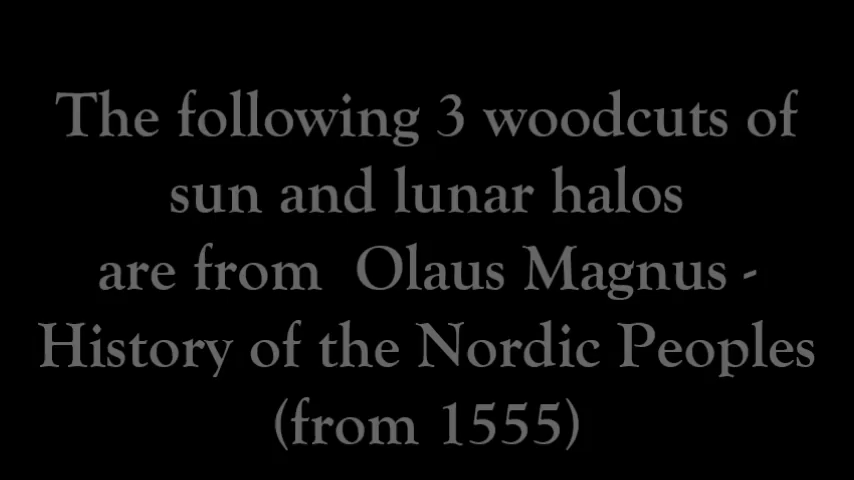 The following 3 woodcuts of
sun and lunar halos
are from  Olaus Magnus -
History of the Nordic Peoples
(from 1555)